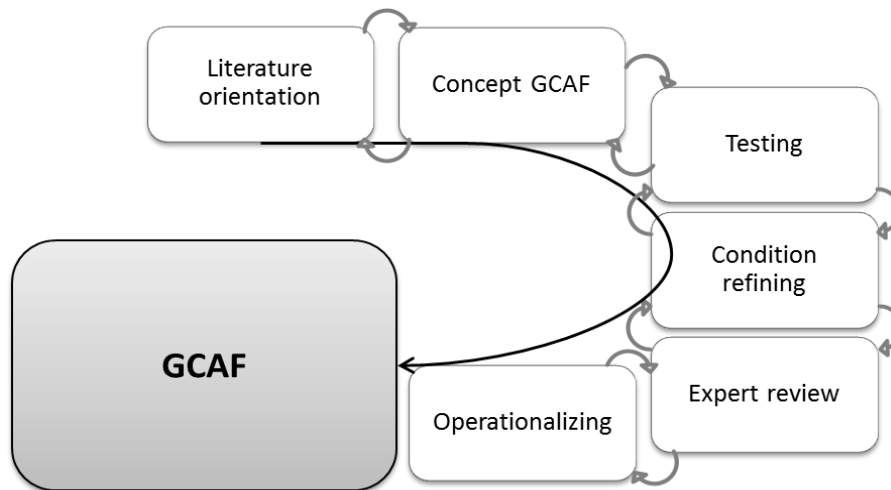 Literature
orientation
Concept GCAF
Testing
Condition
refining
Expert review
Operationalizing
GCAF